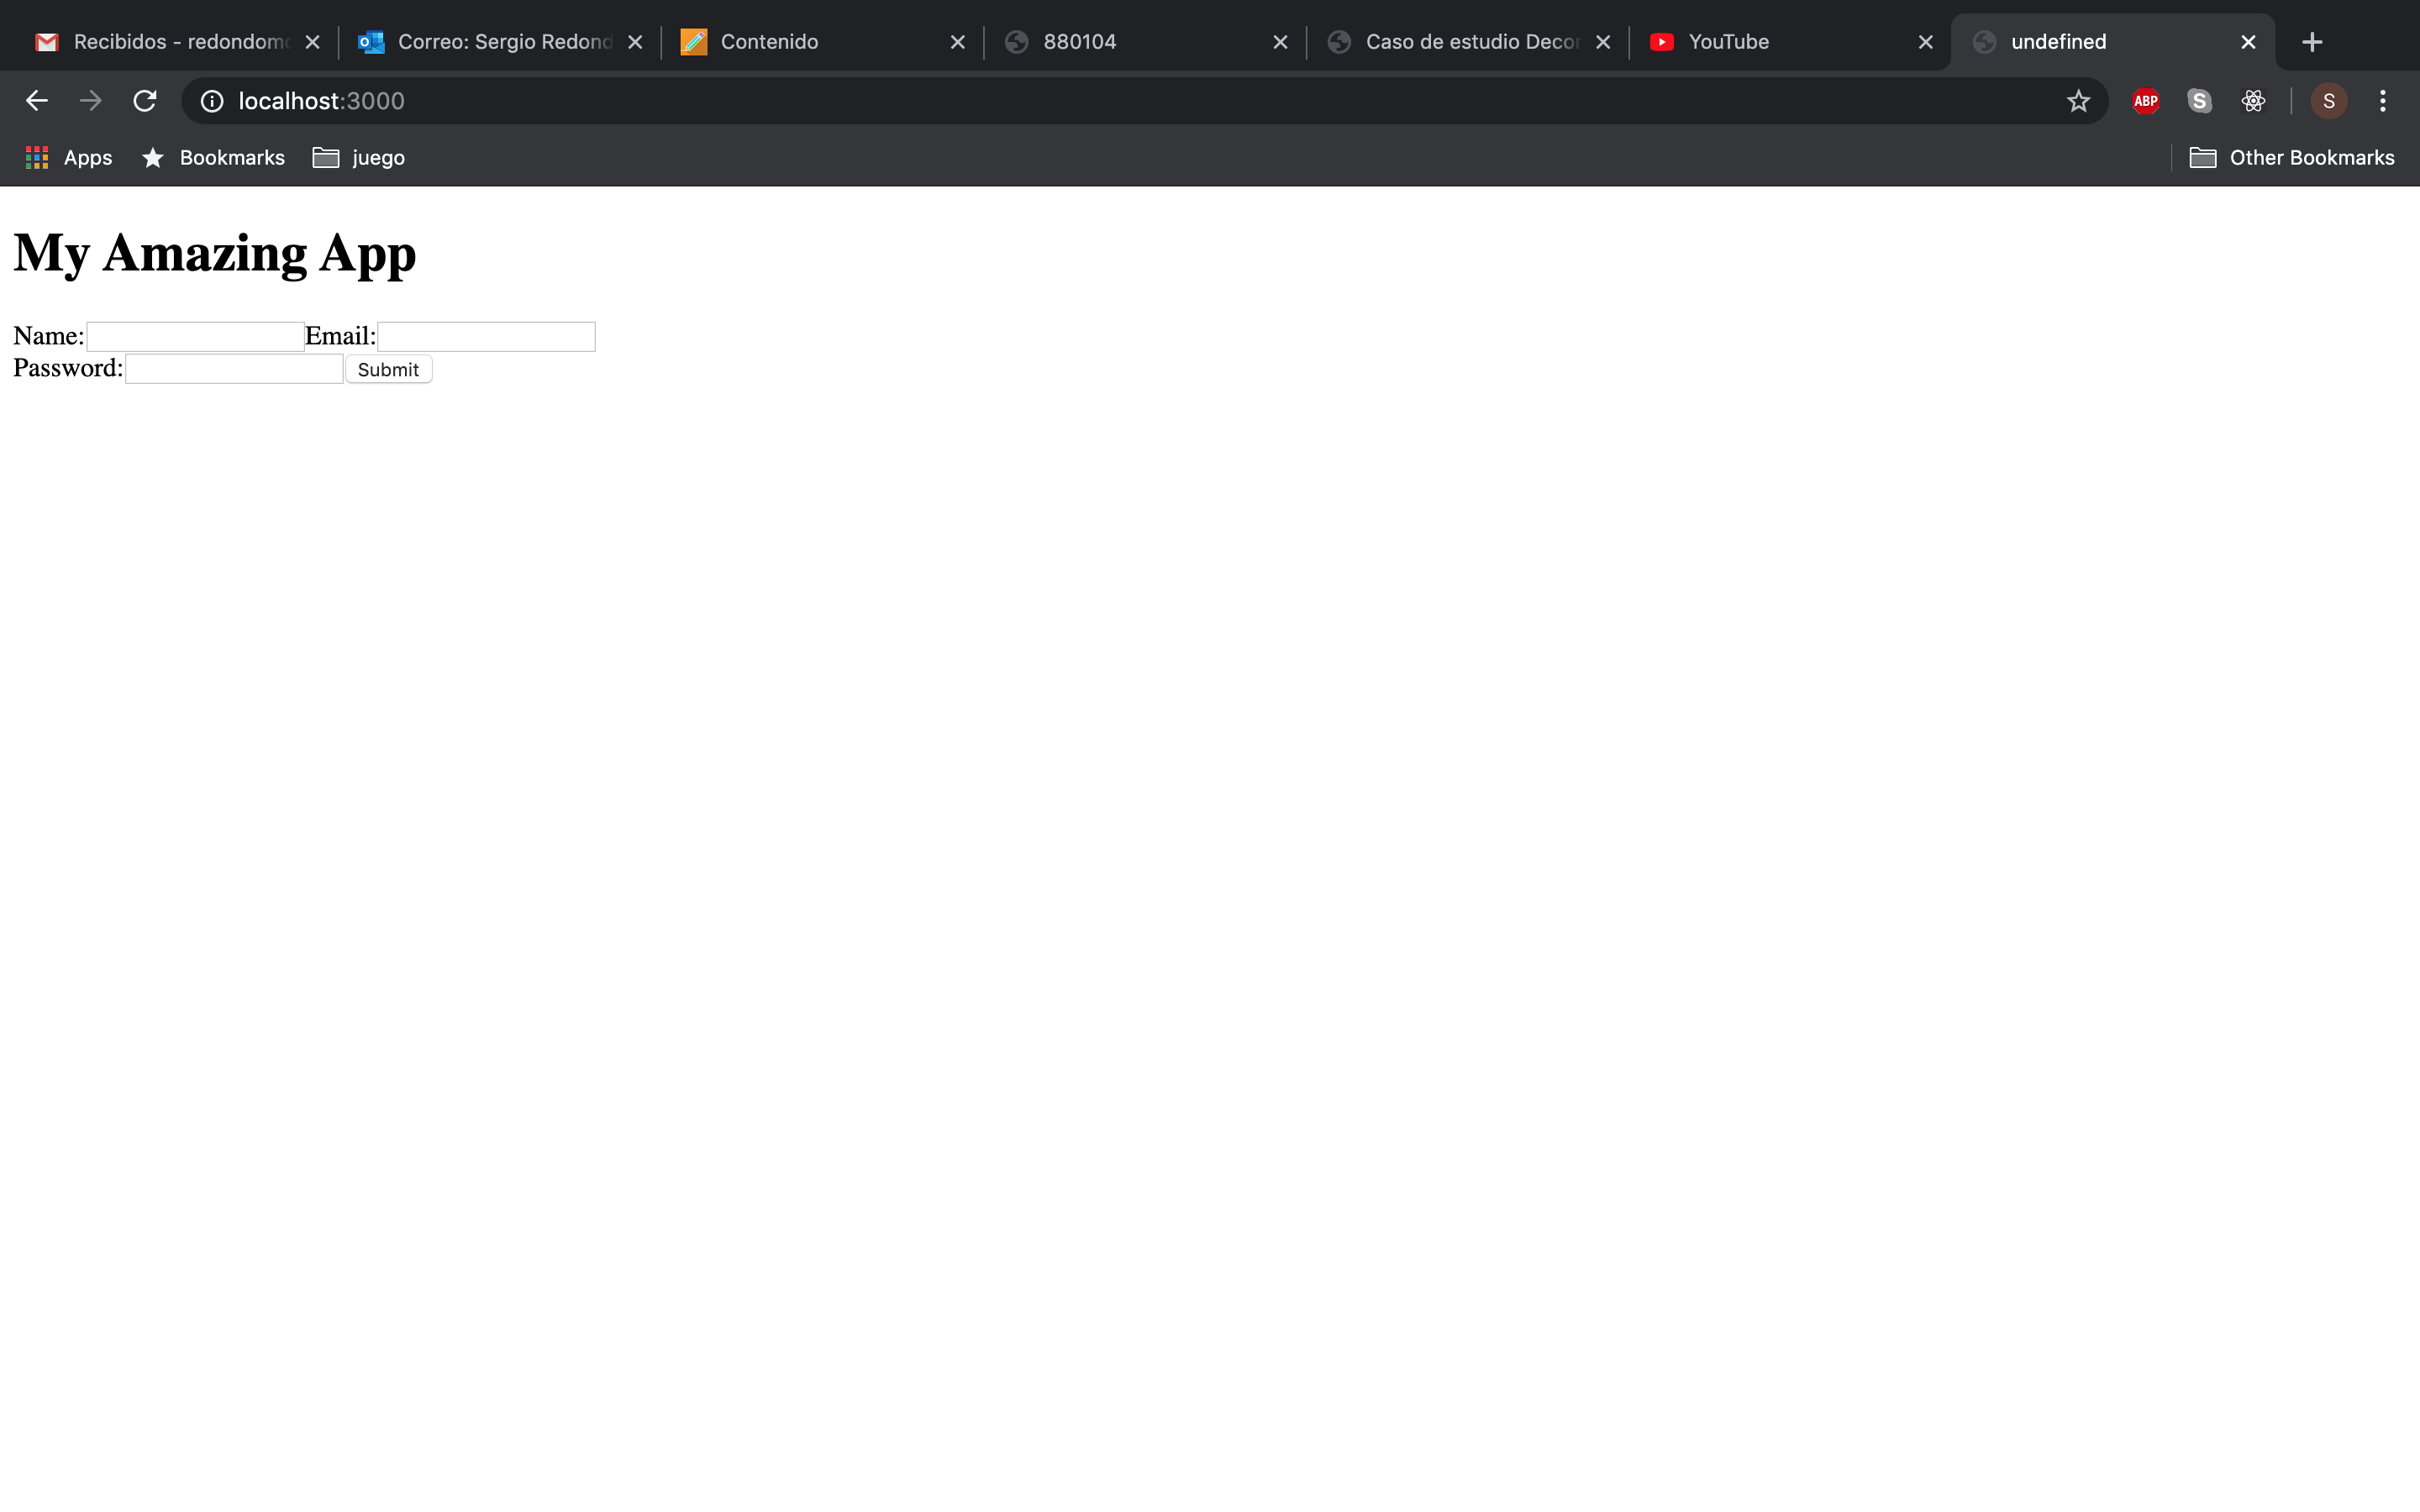 Recibidos - redondomo
Correo: Sergio Redond
Contenido
880104
Caso de estudio Decor
YouTube
undefined
localhost:3000
ABP
S
S
Apps
Bookmarks
juego
Other Bookmarks
My Amazing App
Name: Email:
Password: Submit